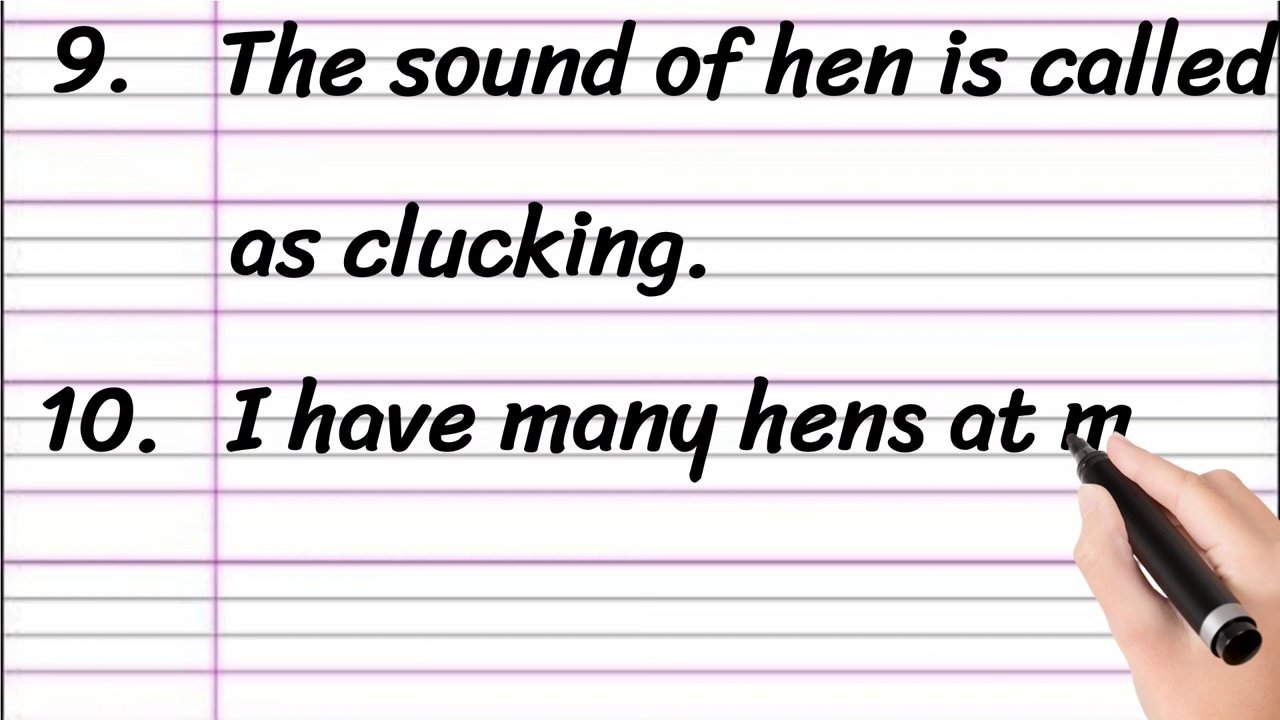 9. The sound of hen is called
as clucking.
10. I have many hens at m